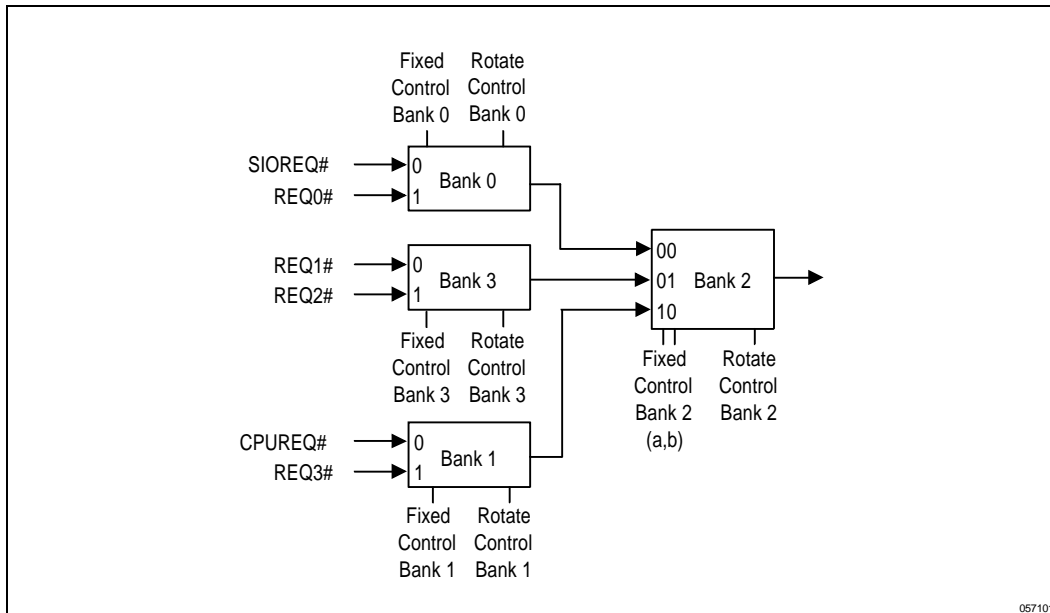 Fixed Control Bank 0
Rotate Control Bank 0
SIOREQ#
REQ0#
0
1
Bank 0
REQ1#
REQ2#
0
1
Bank 3
Fixed Control Bank 3
Rotate Control Bank 3
00
01
10
Bank 2
Fixed Control Bank 2 (a,b)
Rotate Control Bank 2
CPUREQ#
REQ3#
0
1
Bank 1
Fixed Control Bank 1
Rotate Control Bank 1